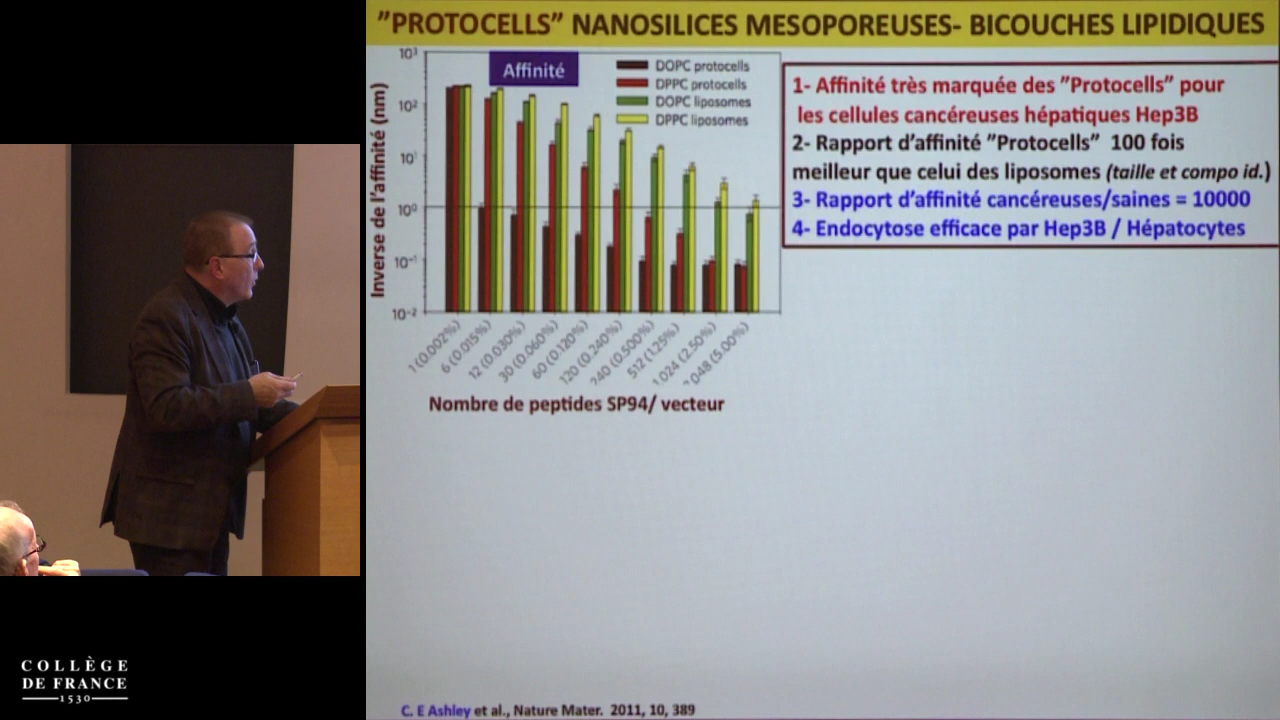 ”PROTOCELLS” NANOSILICES MESOPOREUSES- BICOUCHES LIPIDIQUES
10³
10²
10¹
10⁰
10⁻¹
10⁻²
Inverse de l'affinité (nm)
Affinité
DOPC protocells
DPPC protocells
DOPC liposomes
DPPC liposomes
1 (0.002%)
6 (0.015%)
12 (0.030%)
30 (0.060%)
60 (0.120%)
120 (0.240%)
240 (0.500%)
512 (1.25%)
1,024 (2.50%)
048 (5.00%)
Nombre de peptides SP94/ vecteur
1- Affinité très marquée des ”Protocells” pour
les cellules cancéreuses hépatiques Hep3B
2- Rapport d'affinité ”Protocells” 100 fois
meilleur que celui des liposomes (taille et compo id.)
3- Rapport d'affinité cancéreuses/saines = 10000
4- Endocytose efficace par Hep3B / Hépatocytes
C. E Ashley et al., Nature Mater. 2011, 10, 389
COLLÈGE
DE FRANCE
1530